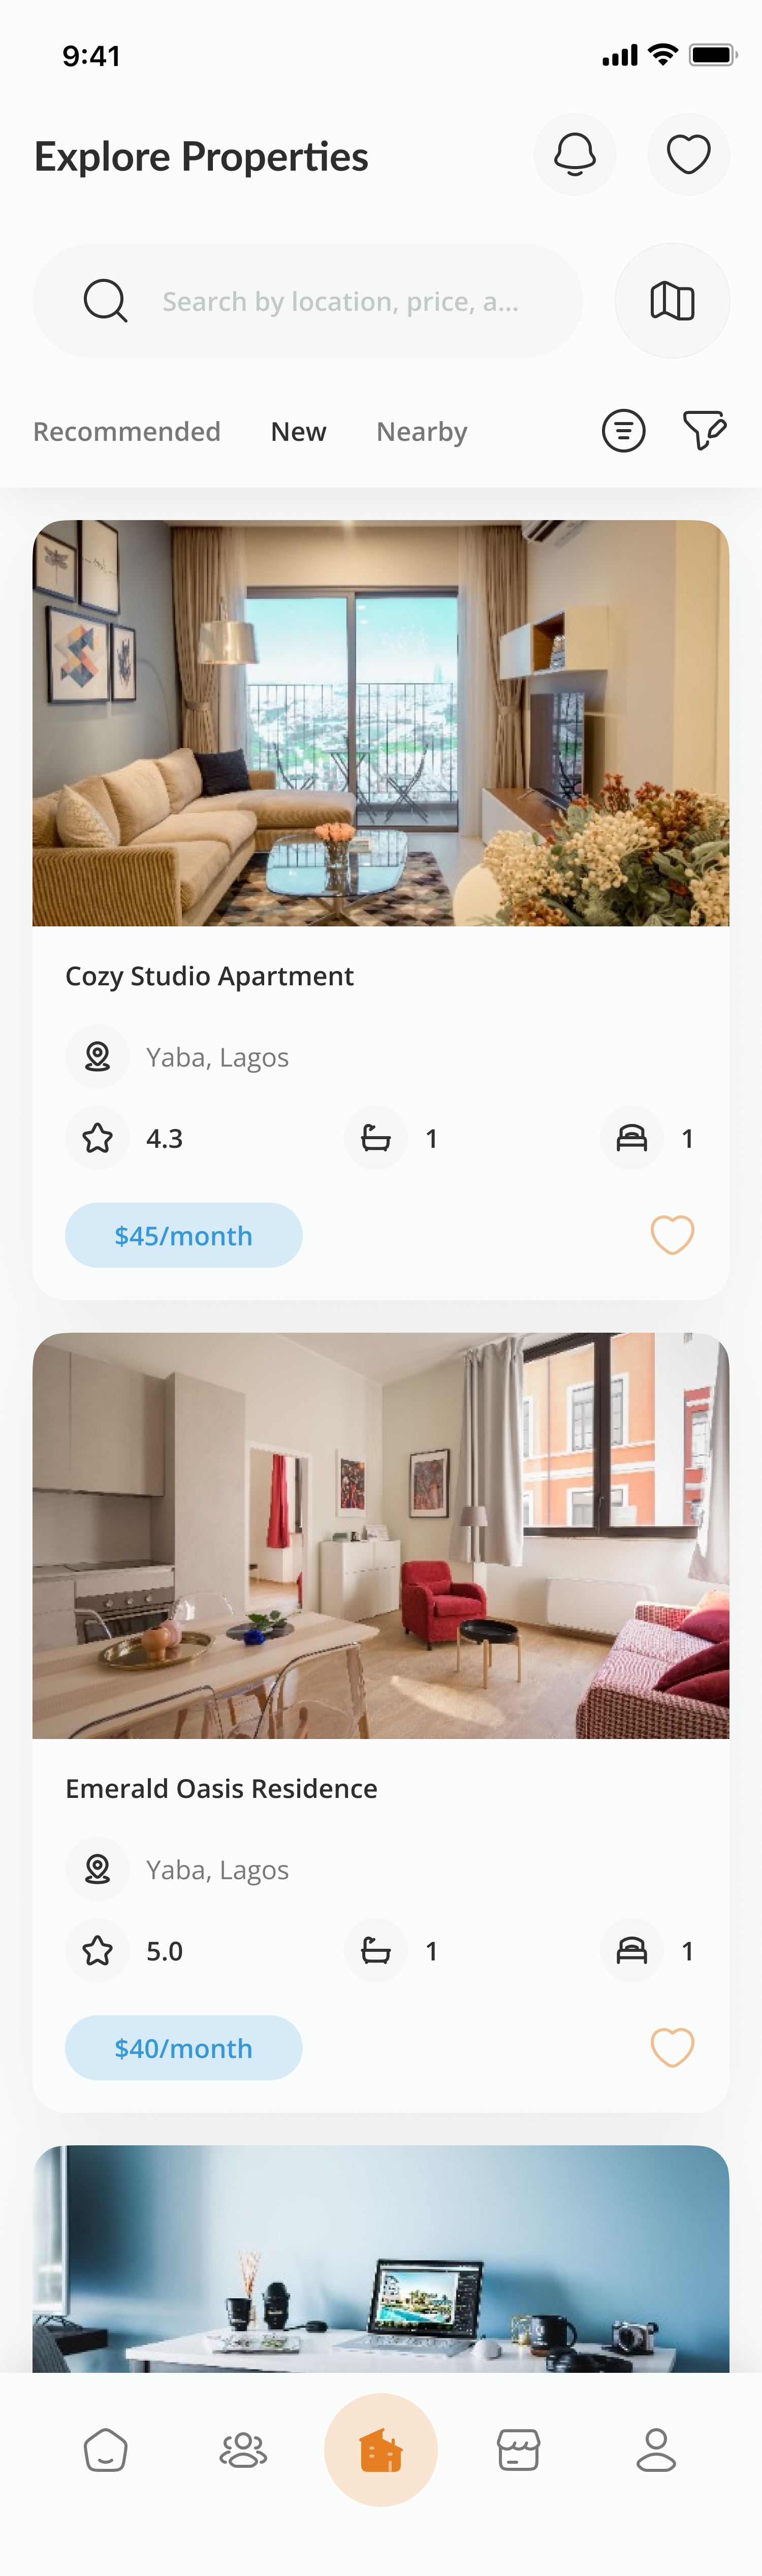 9:41
Explore Properties
Search by location, price, a...
Recommended New Nearby
Cozy Studio Apartment
Yaba, Lagos
4.3 1 1
$45/month
Emerald Oasis Residence
Yaba, Lagos
5.0 1 1
$40/month